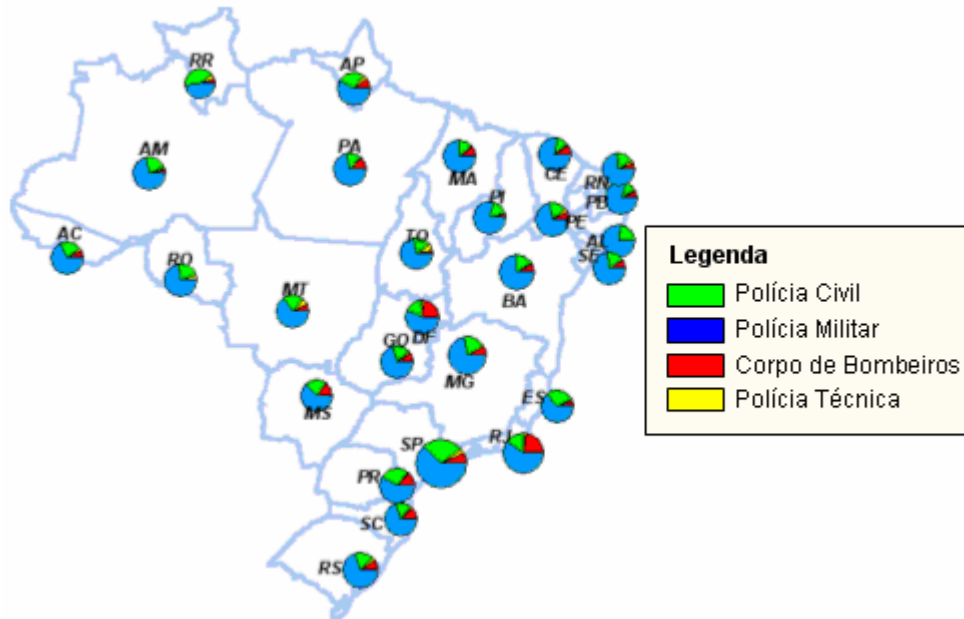 RR
AP
AM
PA
MA
CE
RN
PB
PI
PE
AC
RO
TO
AL
SE
MT
BA
GO
DF
MG
MS
ES
SP
RJ
PR
SC
RS
Legenda
Polícia Civil
Polícia Militar
Corpo de Bombeiros
Polícia Técnica